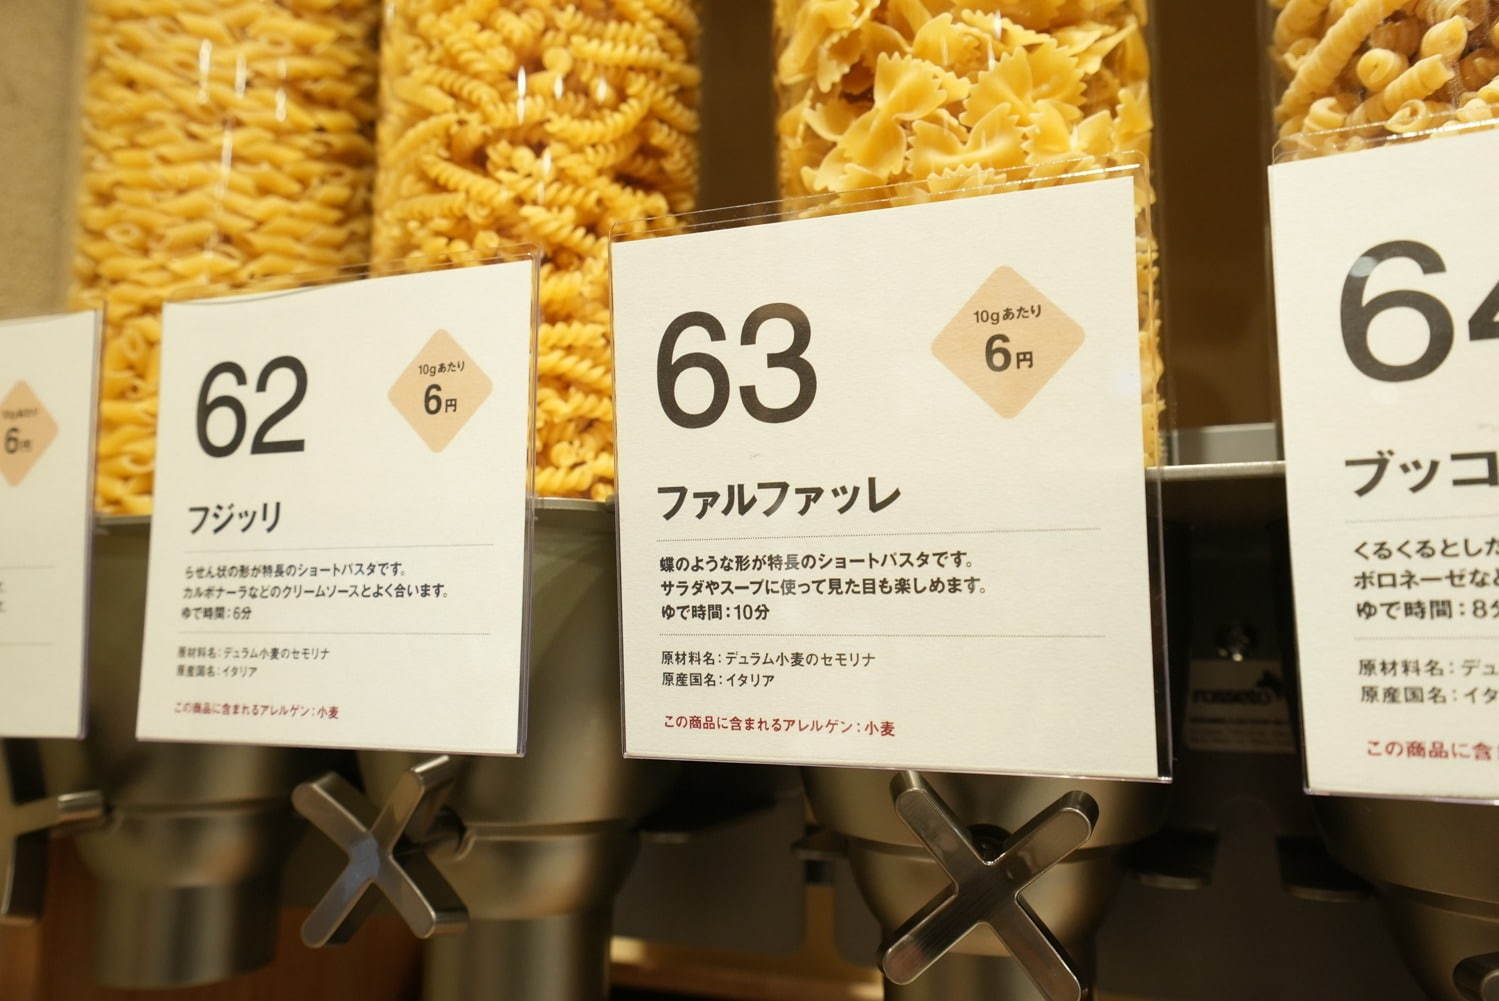 6円
62
10gあたり
6円
フジッリ
らせん状の形が特長のショートパスタです。
カルボナーラなどのクリームソースとよく合います。
ゆで時間：6分
原材料名：デュラム小麦のセモリナ
原産国名：イタリア
この商品に含まれるアレルゲン：小麦
63
10gあたり
6円
ファルファッレ
蝶のような形が特長のショートパスタです。
サラダやスープに使って見た目も楽しめます。
ゆで時間：10分
原材料名：デュラム小麦のセモリナ
原産国名：イタリア
この商品に含まれるアレルゲン：小麦
64
ブッコ
くるくるとした
ボロネーゼなど
ゆで時間：8分
原材料名：デュ
原産国名：イタ
この商品に含
rosseto